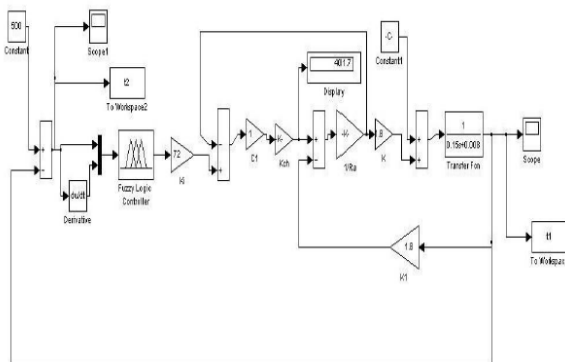 500
Constant
Scope1
t2
To Workspace2
du/dt
Derivative
Fuzzy Logic
Controller
72
Ki
1
C1
-K-
Kch
401.7
Display
-K-
1/Ra
.8
K
-C-
Constant1
1
0.15s+0.008
Transfer Fcn
Scope
t1
To Workspace
1.8
K1